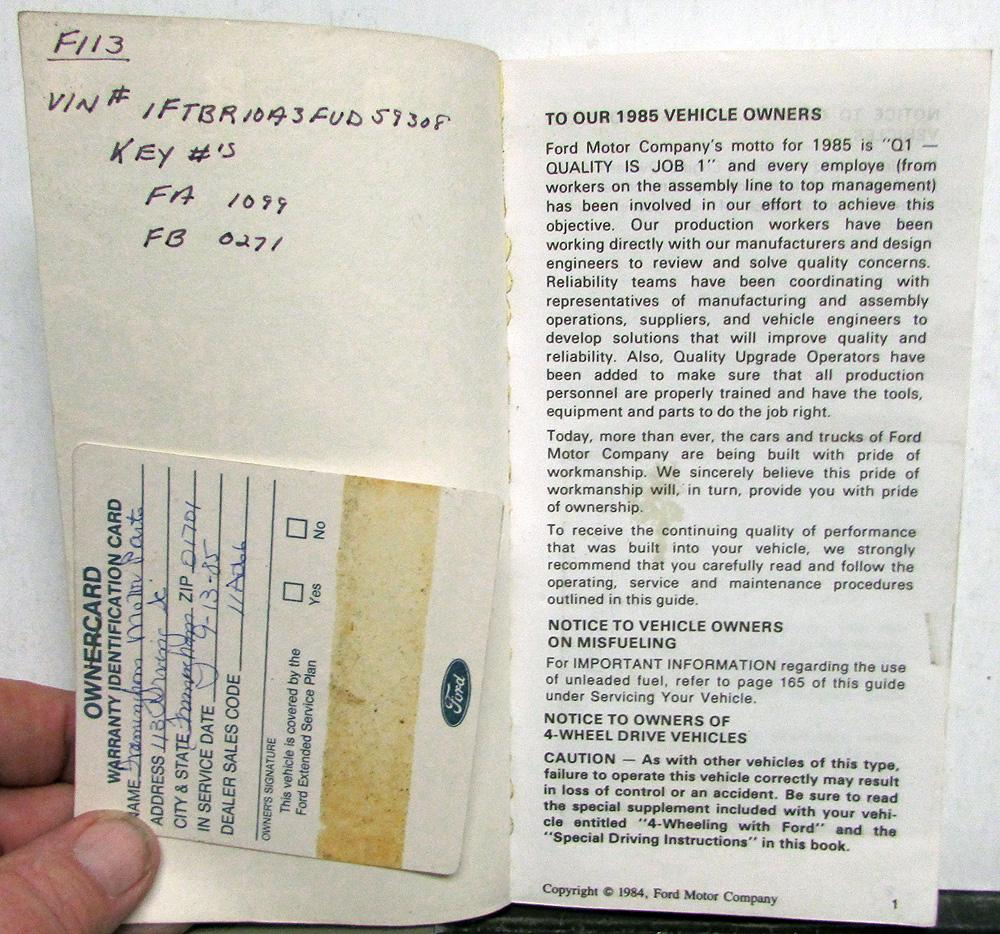 F113
VIN # 1FTBR10A3FUD59308
KEY #'S
FA 1099
FB 0271
OWNERCARD
WARRANTY IDENTIFICATION CARD
NAME Framingham Motor Parts
ADDRESS
CITY & STATE Framingham ZIP 01701
IN SERVICE DATE 9-13-85
DEALER SALES CODE
OWNER'S SIGNATURE
This vehicle is covered by the
Ford Extended Service Plan
Yes No
Ford
TO OUR 1985 VEHICLE OWNERS
Ford Motor Company's motto for 1985 is "Q1 —
QUALITY IS JOB 1" and every employe (from
workers on the assembly line to top management)
has been involved in our effort to achieve this
objective. Our production workers have been
working directly with our manufacturers and design
engineers to review and solve quality concerns.
Reliability teams have been coordinating with
representatives of manufacturing and assembly
operations, suppliers, and vehicle engineers to
develop solutions that will improve quality and
reliability. Also, Quality Upgrade Operators have
been added to make sure that all production
personnel are properly trained and have the tools,
equipment and parts to do the job right.
Today, more than ever, the cars and trucks of Ford
Motor Company are being built with pride of
workmanship. We sincerely believe this pride of
workmanship will, in turn, provide you with pride
of ownership.
To receive the continuing quality of performance
that was built into your vehicle, we strongly
recommend that you carefully read and follow the
operating, service and maintenance procedures
outlined in this guide.
NOTICE TO VEHICLE OWNERS
ON MISFUELING
For IMPORTANT INFORMATION regarding the use
of unleaded fuel, refer to page 165 of this guide
under Servicing Your Vehicle.
NOTICE TO OWNERS OF
4-WHEEL DRIVE VEHICLES
CAUTION — As with other vehicles of this type,
failure to operate this vehicle correctly may result
in loss of control or an accident. Be sure to read
the special supplement included with your vehi-
cle entitled "4-Wheeling with Ford" and the
"Special Driving Instructions" in this book.
Copyright © 1984, Ford Motor Company
1